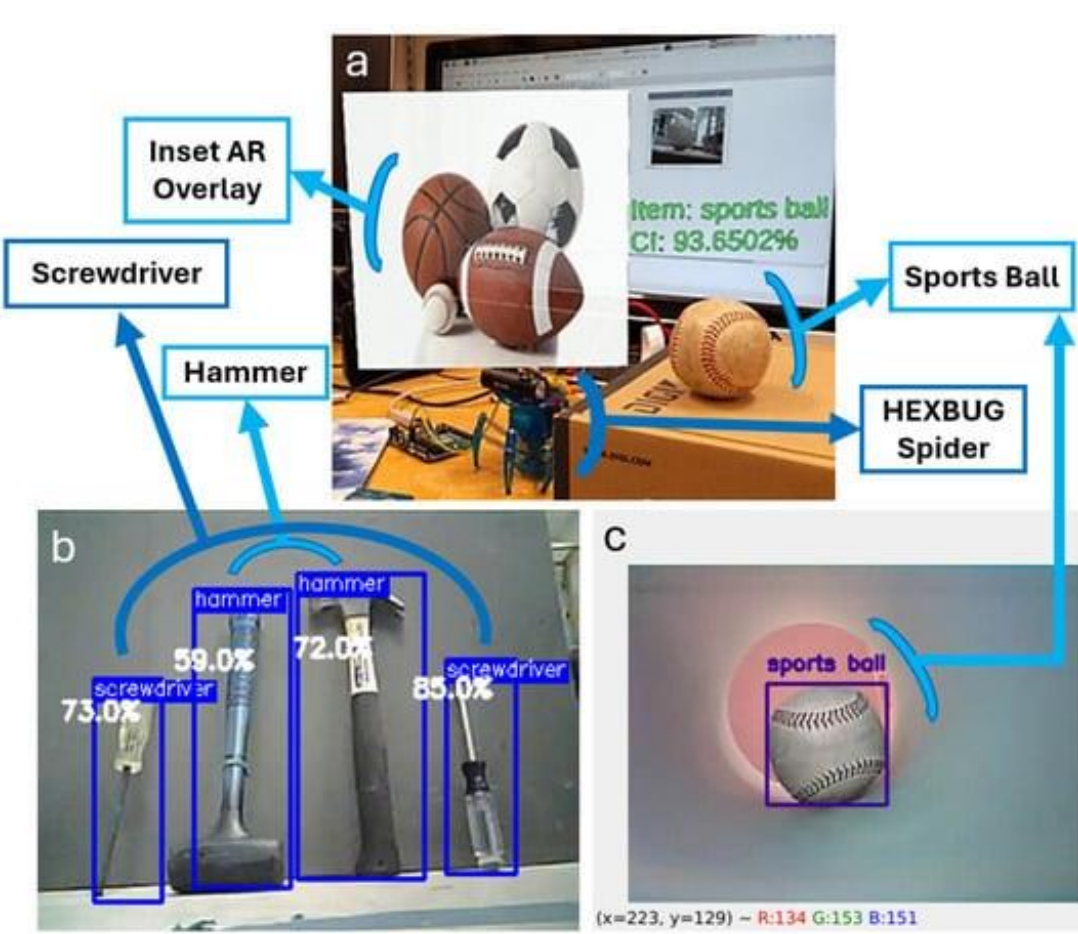 a
Inset AR
Overlay
Item: sports ball
CI: 93.6502%
Screwdriver
Sports Ball
Hammer
HEXBUG
Spider
b
c
hammer
hammer
59.0%
72.0%
screwdriver
screwdriver
73.0%
85.0%
sports ball
(x=223, y=129) ~ R:134 G:153 B:151